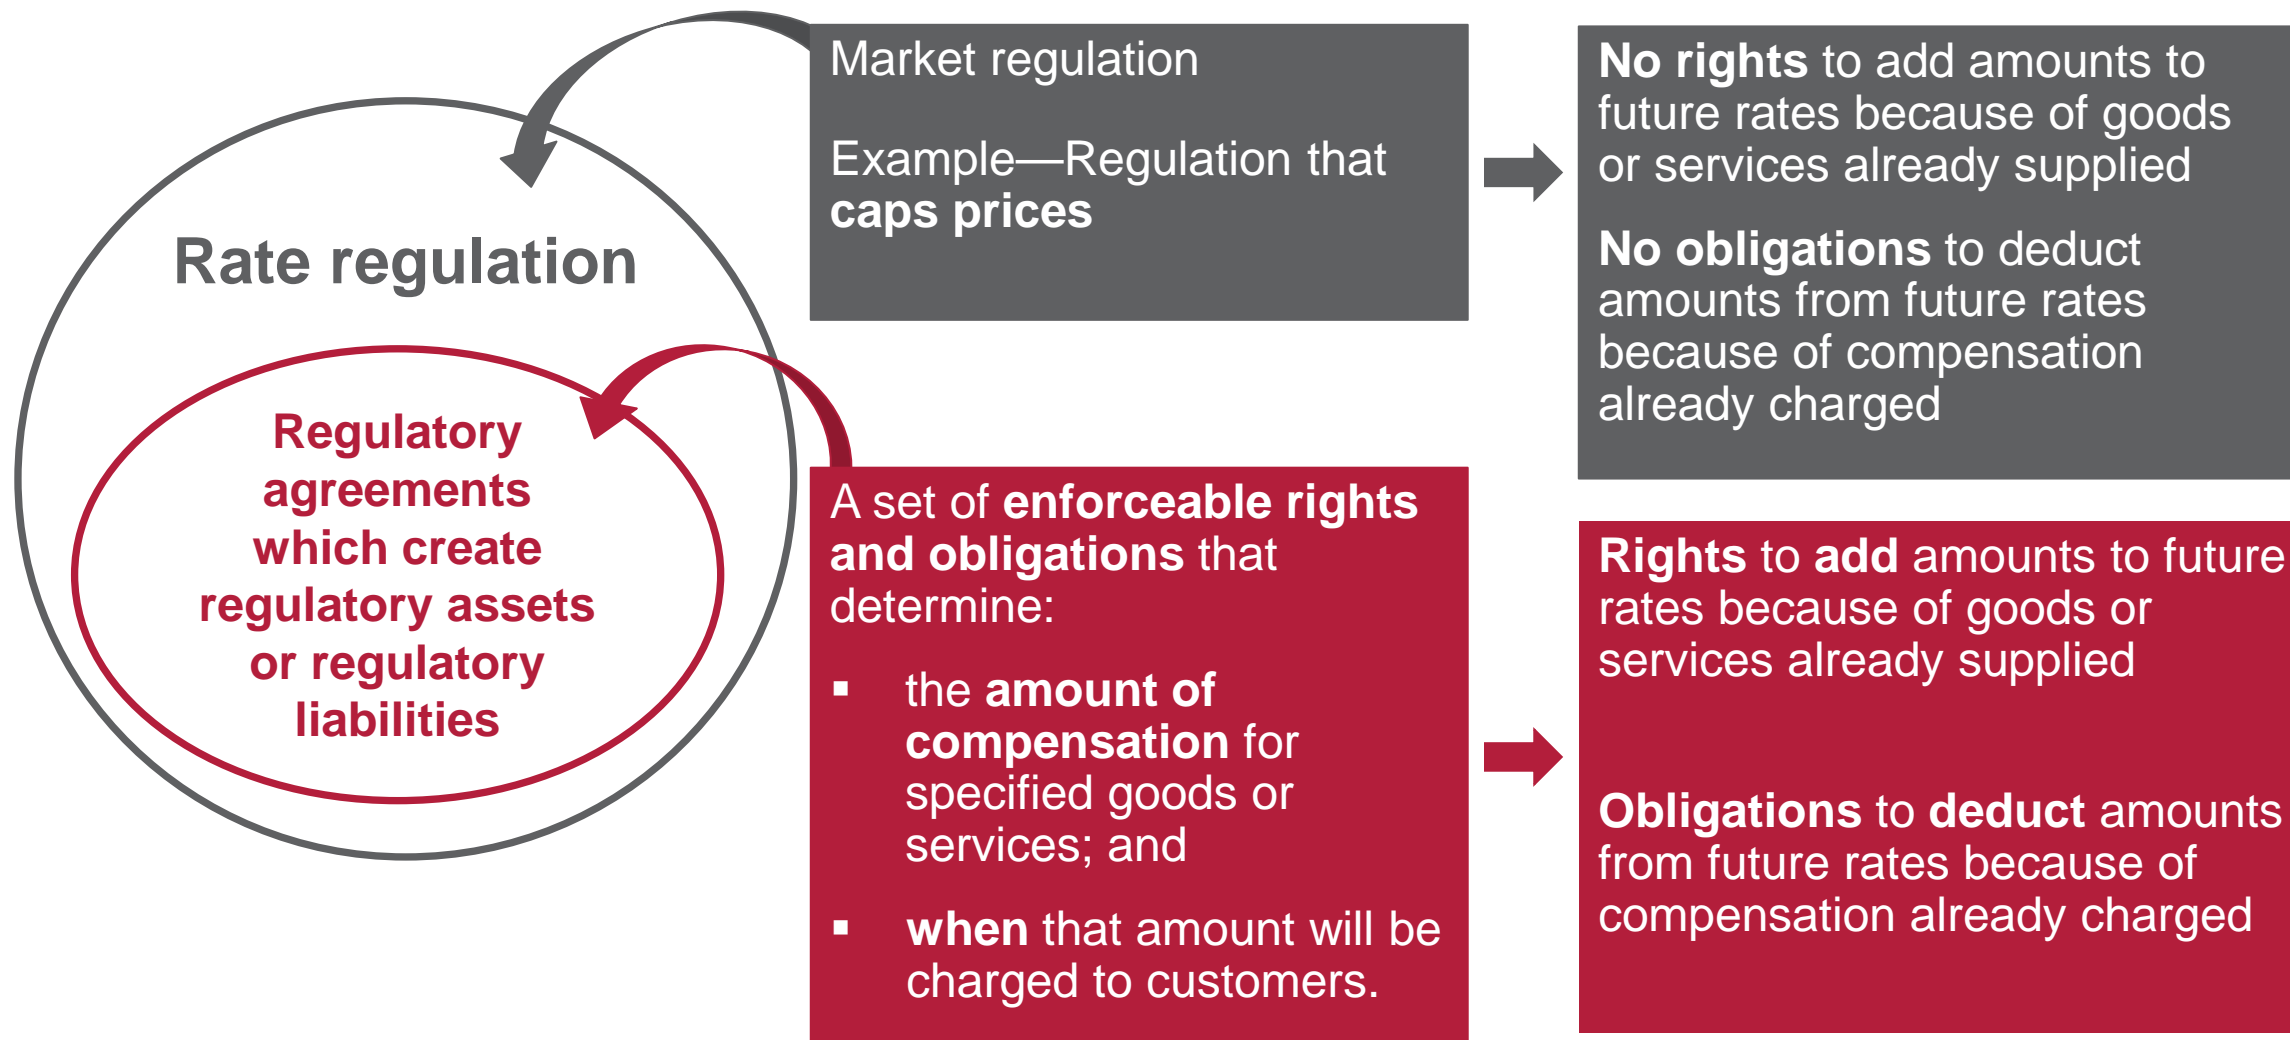 Rate regulation
Regulatory
agreements
which create
regulatory assets
or regulatory
liabilities
Market regulation
Example—Regulation that
caps prices
No rights to add amounts to
future rates because of goods
or services already supplied
No obligations to deduct
amounts from future rates
because of compensation
already charged
A set of enforceable rights
and obligations that
determine:
▪ the amount of
compensation for
specified goods or
services; and
▪ when that amount will be
charged to customers.
Rights to add amounts to future
rates because of goods or
services already supplied
Obligations to deduct amounts
from future rates because of
compensation already charged